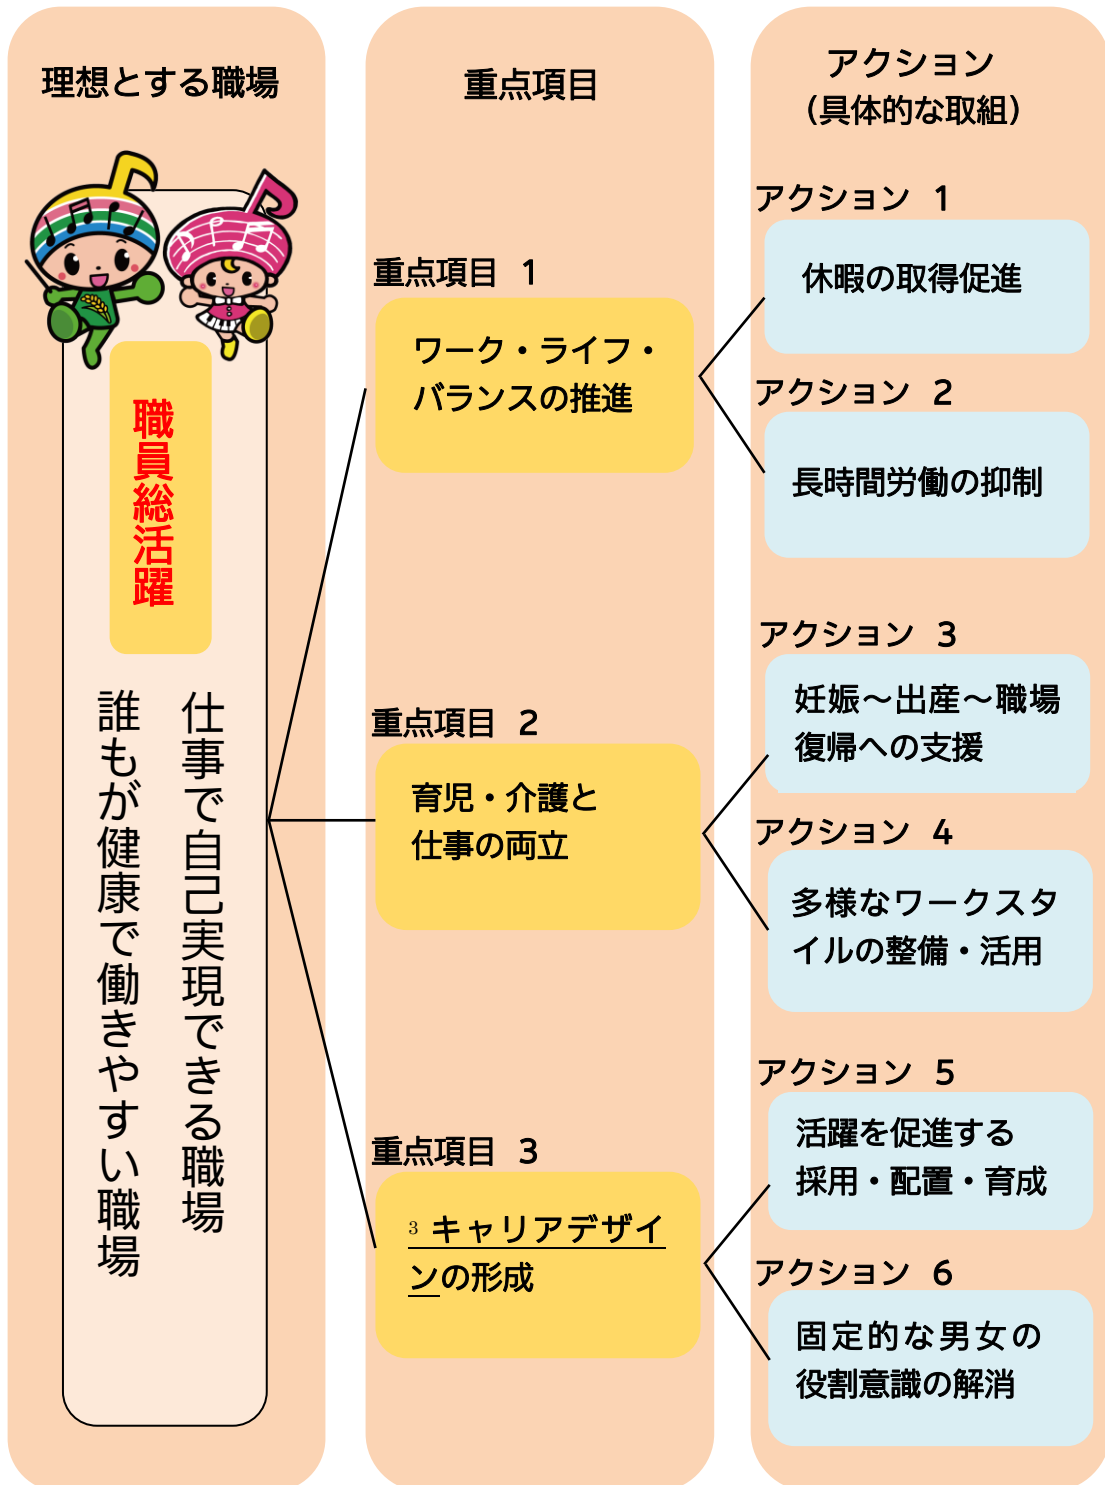 理想とする職場
職員総活躍
仕事で自己実現できる職場
誰もが健康で働きやすい職場
重点項目
重点項目 1
ワーク・ライフ・
バランスの推進
重点項目 2
育児・介護と
仕事の両立
重点項目 3
3 キャリアデザイ
ンの形成
アクション
（具体的な取組）
アクション 1
休暇の取得促進
アクション 2
長時間労働の抑制
アクション 3
妊娠～出産～職場
復帰への支援
アクション 4
多様なワークスタ
イルの整備・活用
アクション 5
活躍を促進する
採用・配置・育成
アクション 6
固定的な男女の
役割意識の解消